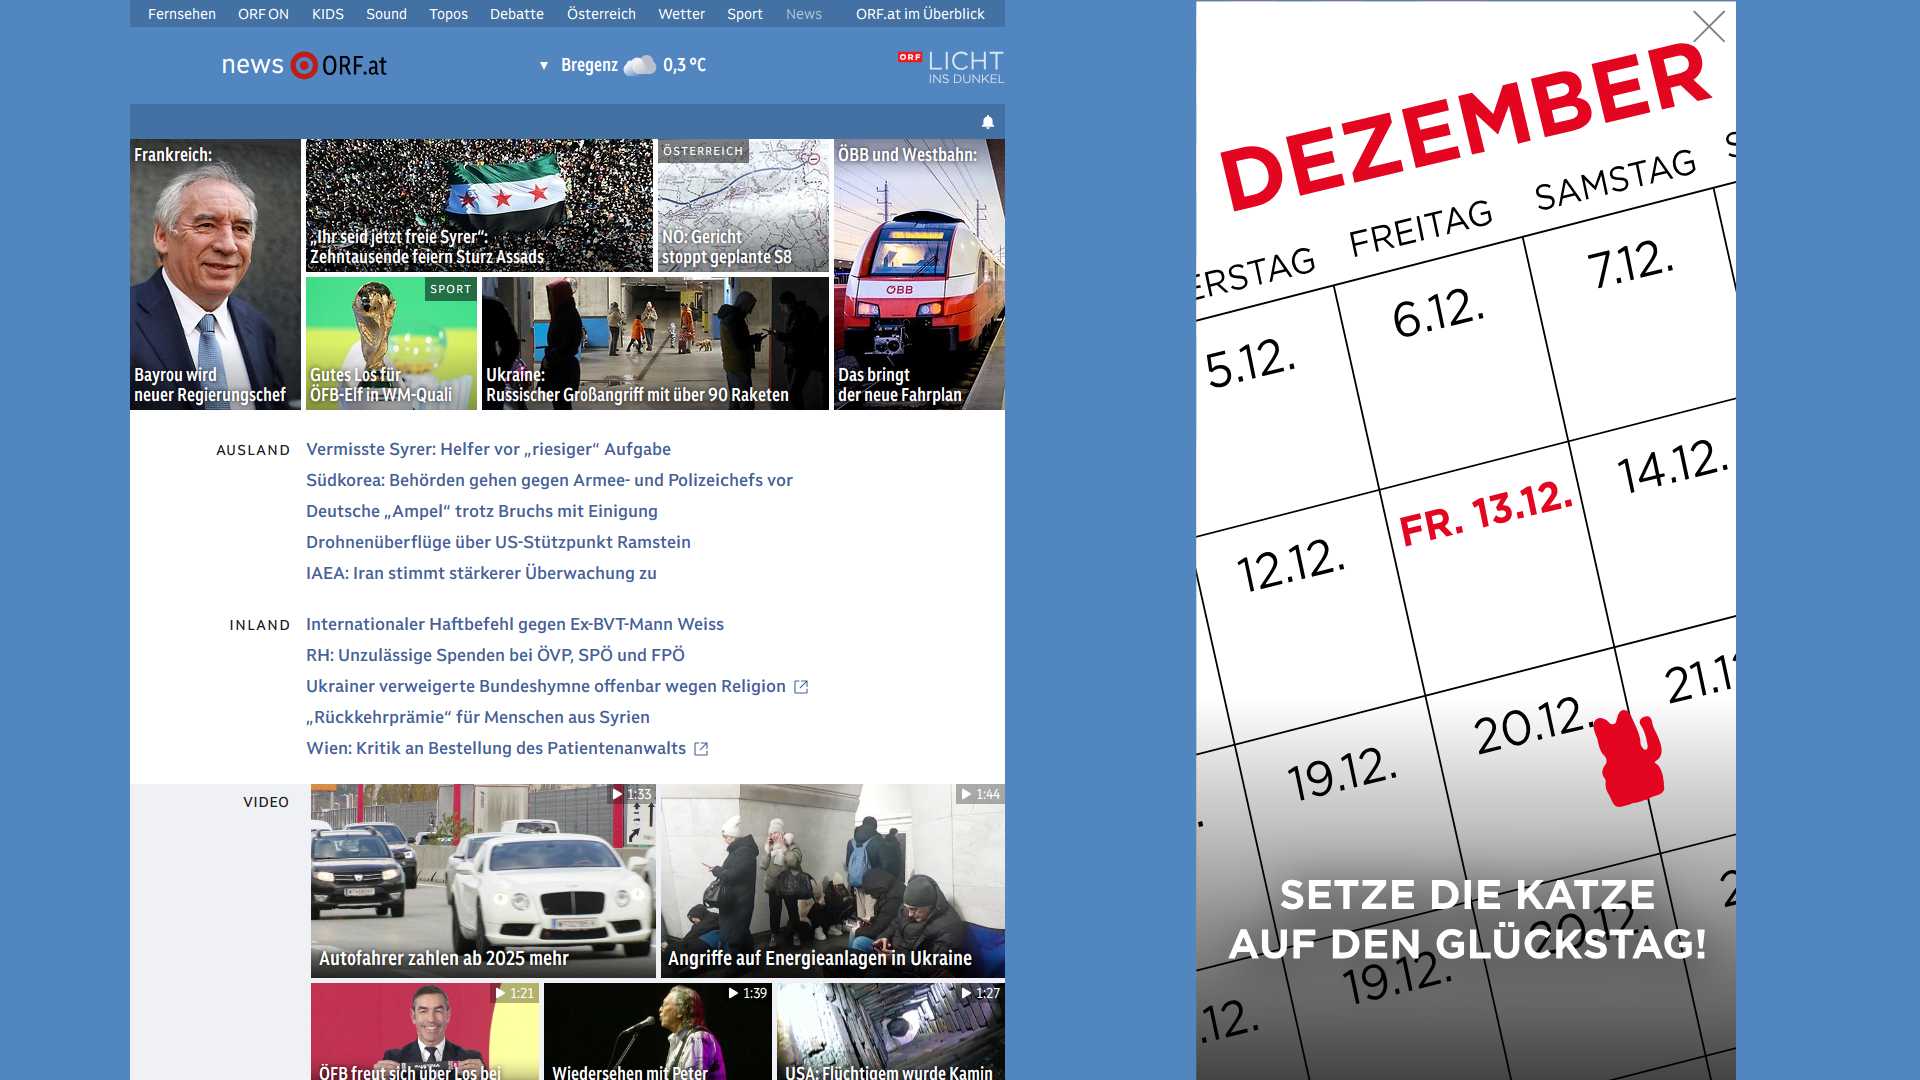 Fernsehen ORF ON KIDS Sound Topos Debatte Österreich Wetter Sport News ORF.at im Überblick
news ORF.at
Bregenz 0,3 °C
ORF LICHT
INS DUNKEL
Frankreich:
Bayrou wird
neuer Regierungschef
„Ihr seid jetzt freie Syrer“:
Zehntausende feiern Sturz Assads
ÖSTERREICH
NÖ: Gericht
stoppt geplante S8
ÖBB und Westbahn:
ÖBB
Das bringt
der neue Fahrplan
SPORT
Gutes Los für
ÖFB-Elf in WM-Quali
Ukraine:
Russischer Großangriff mit über 90 Raketen
AUSLAND
Vermisste Syrer: Helfer vor „riesiger“ Aufgabe
Südkorea: Behörden gehen gegen Armee- und Polizeichefs vor
Deutsche „Ampel“ trotz Bruchs mit Einigung
Drohnenüberflüge über US-Stützpunkt Ramstein
IAEA: Iran stimmt stärkerer Überwachung zu
INLAND
Internationaler Haftbefehl gegen Ex-BVT-Mann Weiss
RH: Unzulässige Spenden bei ÖVP, SPÖ und FPÖ
Ukrainer verweigerte Bundeshymne offenbar wegen Religion
„Rückkehrprämie“ für Menschen aus Syrien
Wien: Kritik an Bestellung des Patientenanwalts
VIDEO
1:33
Autofahrer zahlen ab 2025 mehr
1:44
Angriffe auf Energieanlagen in Ukraine
1:21
ÖFB freut sich über Los bei
1:39
Wiedersehen mit Peter
1:27
USA: Flüchtigem wurde Kamin
DEZEMBER
ERSTAG FREITAG SAMSTAG S
5.12. 6.12. 7.12.
12.12. FR. 13.12. 14.12.
19.12. 20.12. 21.1
SETZE DIE KATZE
AUF DEN GLÜCKSTAG!
.12. 19.12. 20.12. 2